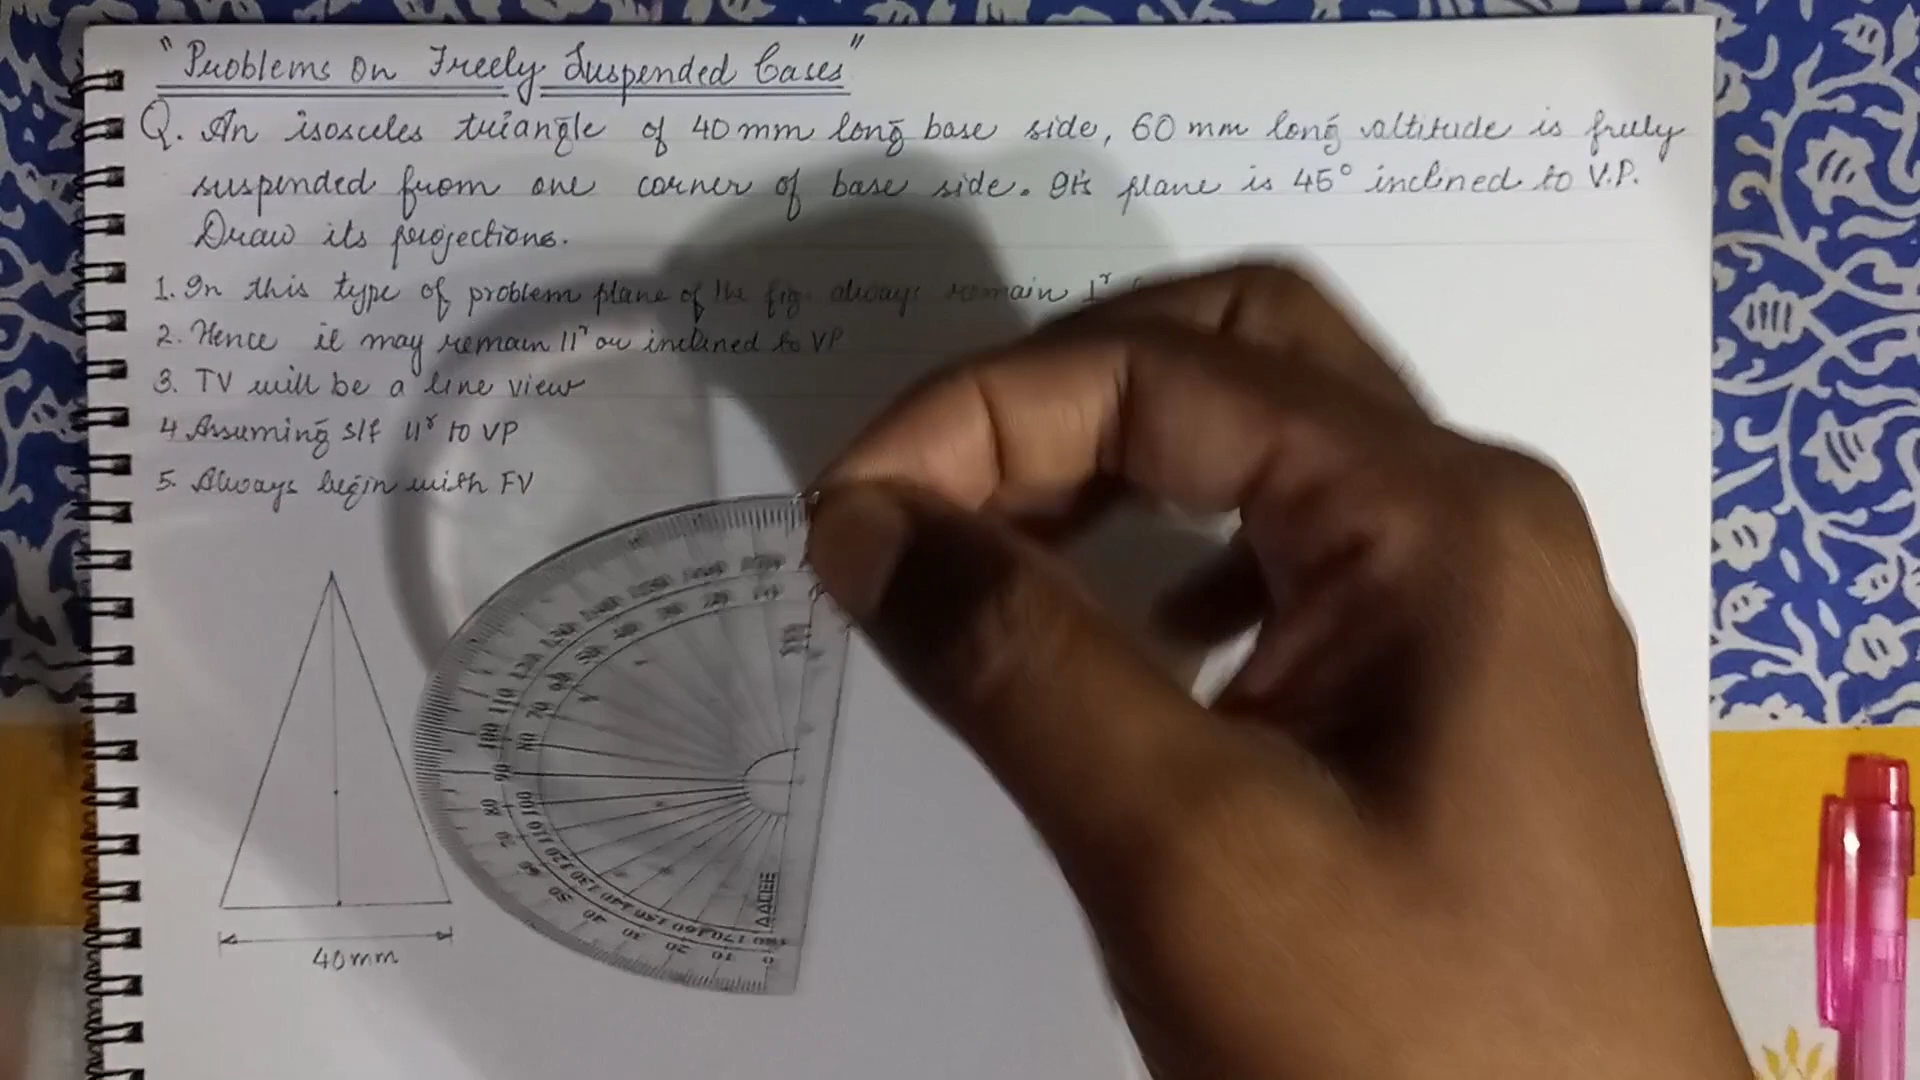 "Problems On Freely Suspended Cases"
Q. An isosceles triangle of 40 mm long base side, 60 mm long altitude is freely
suspended from one corner of base side. It's plane is 45° inclined to V.P.
Draw its projections.
1. In this type of problem plane of the fig. always remain 1r
2. Hence it may remain 11r or inclined to VP
3. TV will be a line view
4 Assuming s/f 11r to VP
5. Always begin with FV
40mm